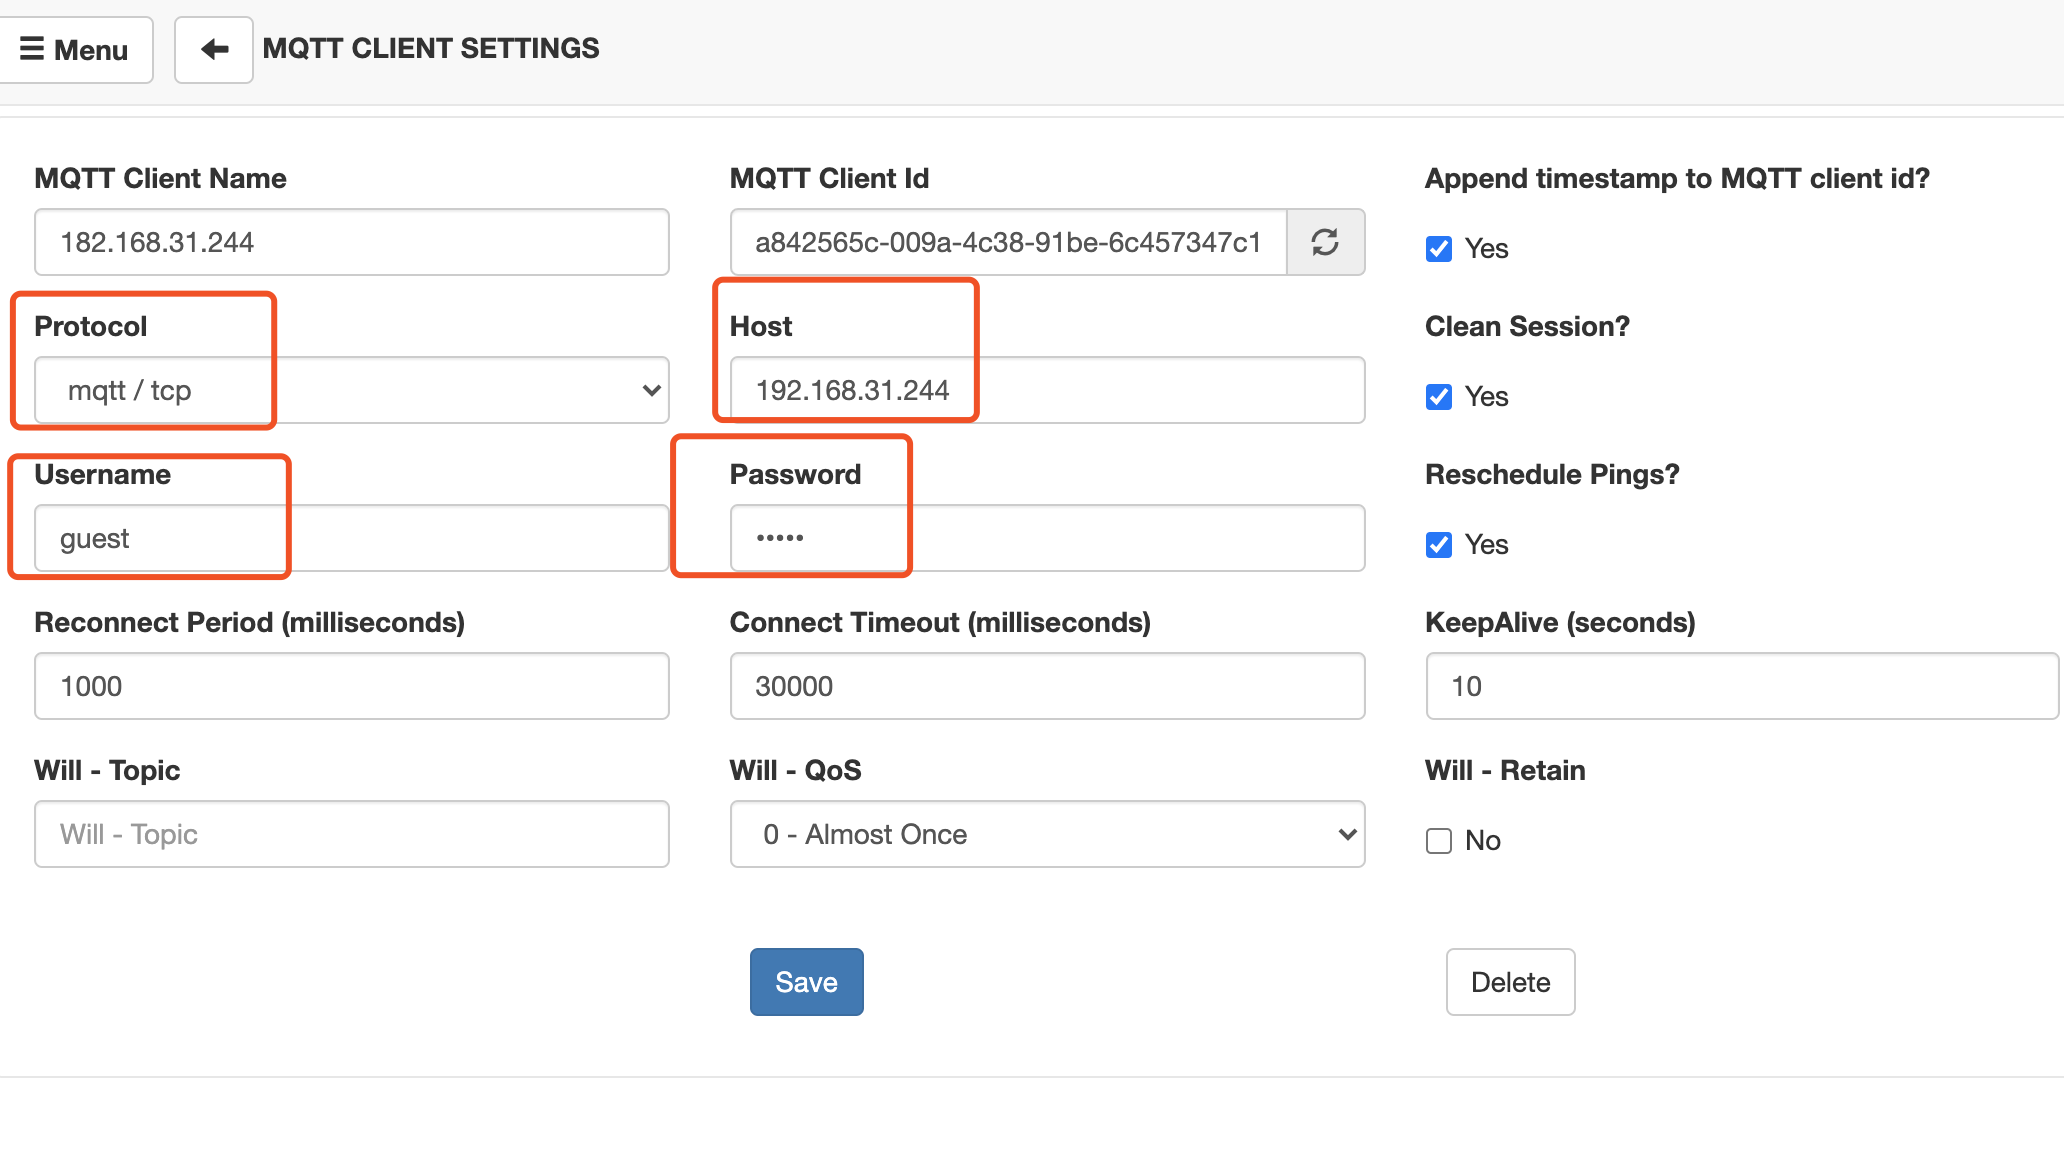 Menu
MQTT CLIENT SETTINGS
MQTT Client Name
182.168.31.244
MQTT Client Id
a842565c-009a-4c38-91be-6c457347c1
Append timestamp to MQTT client id?
Yes
Protocol
mqtt / tcp
Host
192.168.31.244
Clean Session?
Yes
Username
guest
Password
•••••
Reschedule Pings?
Yes
Reconnect Period (milliseconds)
1000
Connect Timeout (milliseconds)
30000
KeepAlive (seconds)
10
Will - Topic
Will - Topic
Will - QoS
0 - Almost Once
Will - Retain
No
Save
Delete